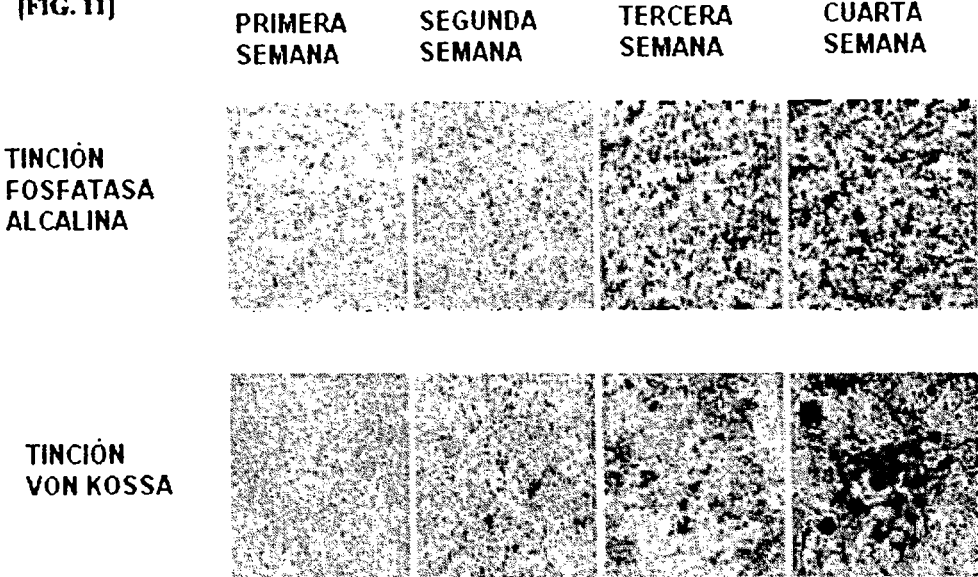 [FIG. 11]
PRIMERA
SEMANA
SEGUNDA
SEMANA
TERCERA
SEMANA
CUARTA
SEMANA
TINCIÓN
FOSFATASA
ALCALINA
TINCIÓN
VON KOSSA